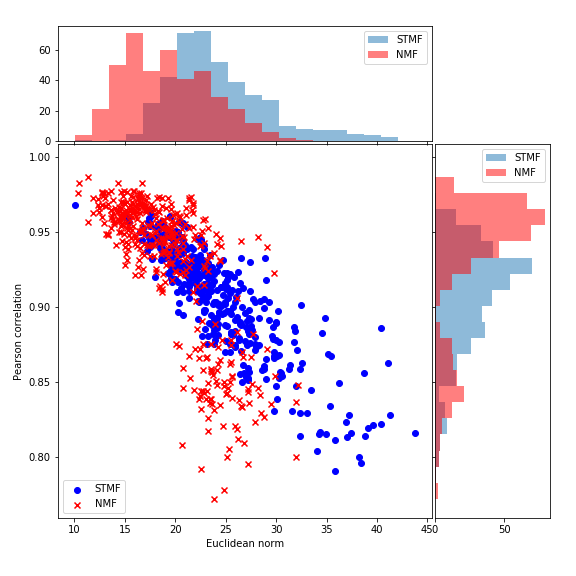 STMF
NMF
60
40
20
0
STMF
NMF
1.00
0.95
0.90
0.85
0.80
Pearson correlation
STMF
NMF
10 15 20 25 30 35 40 45
50
Euclidean norm